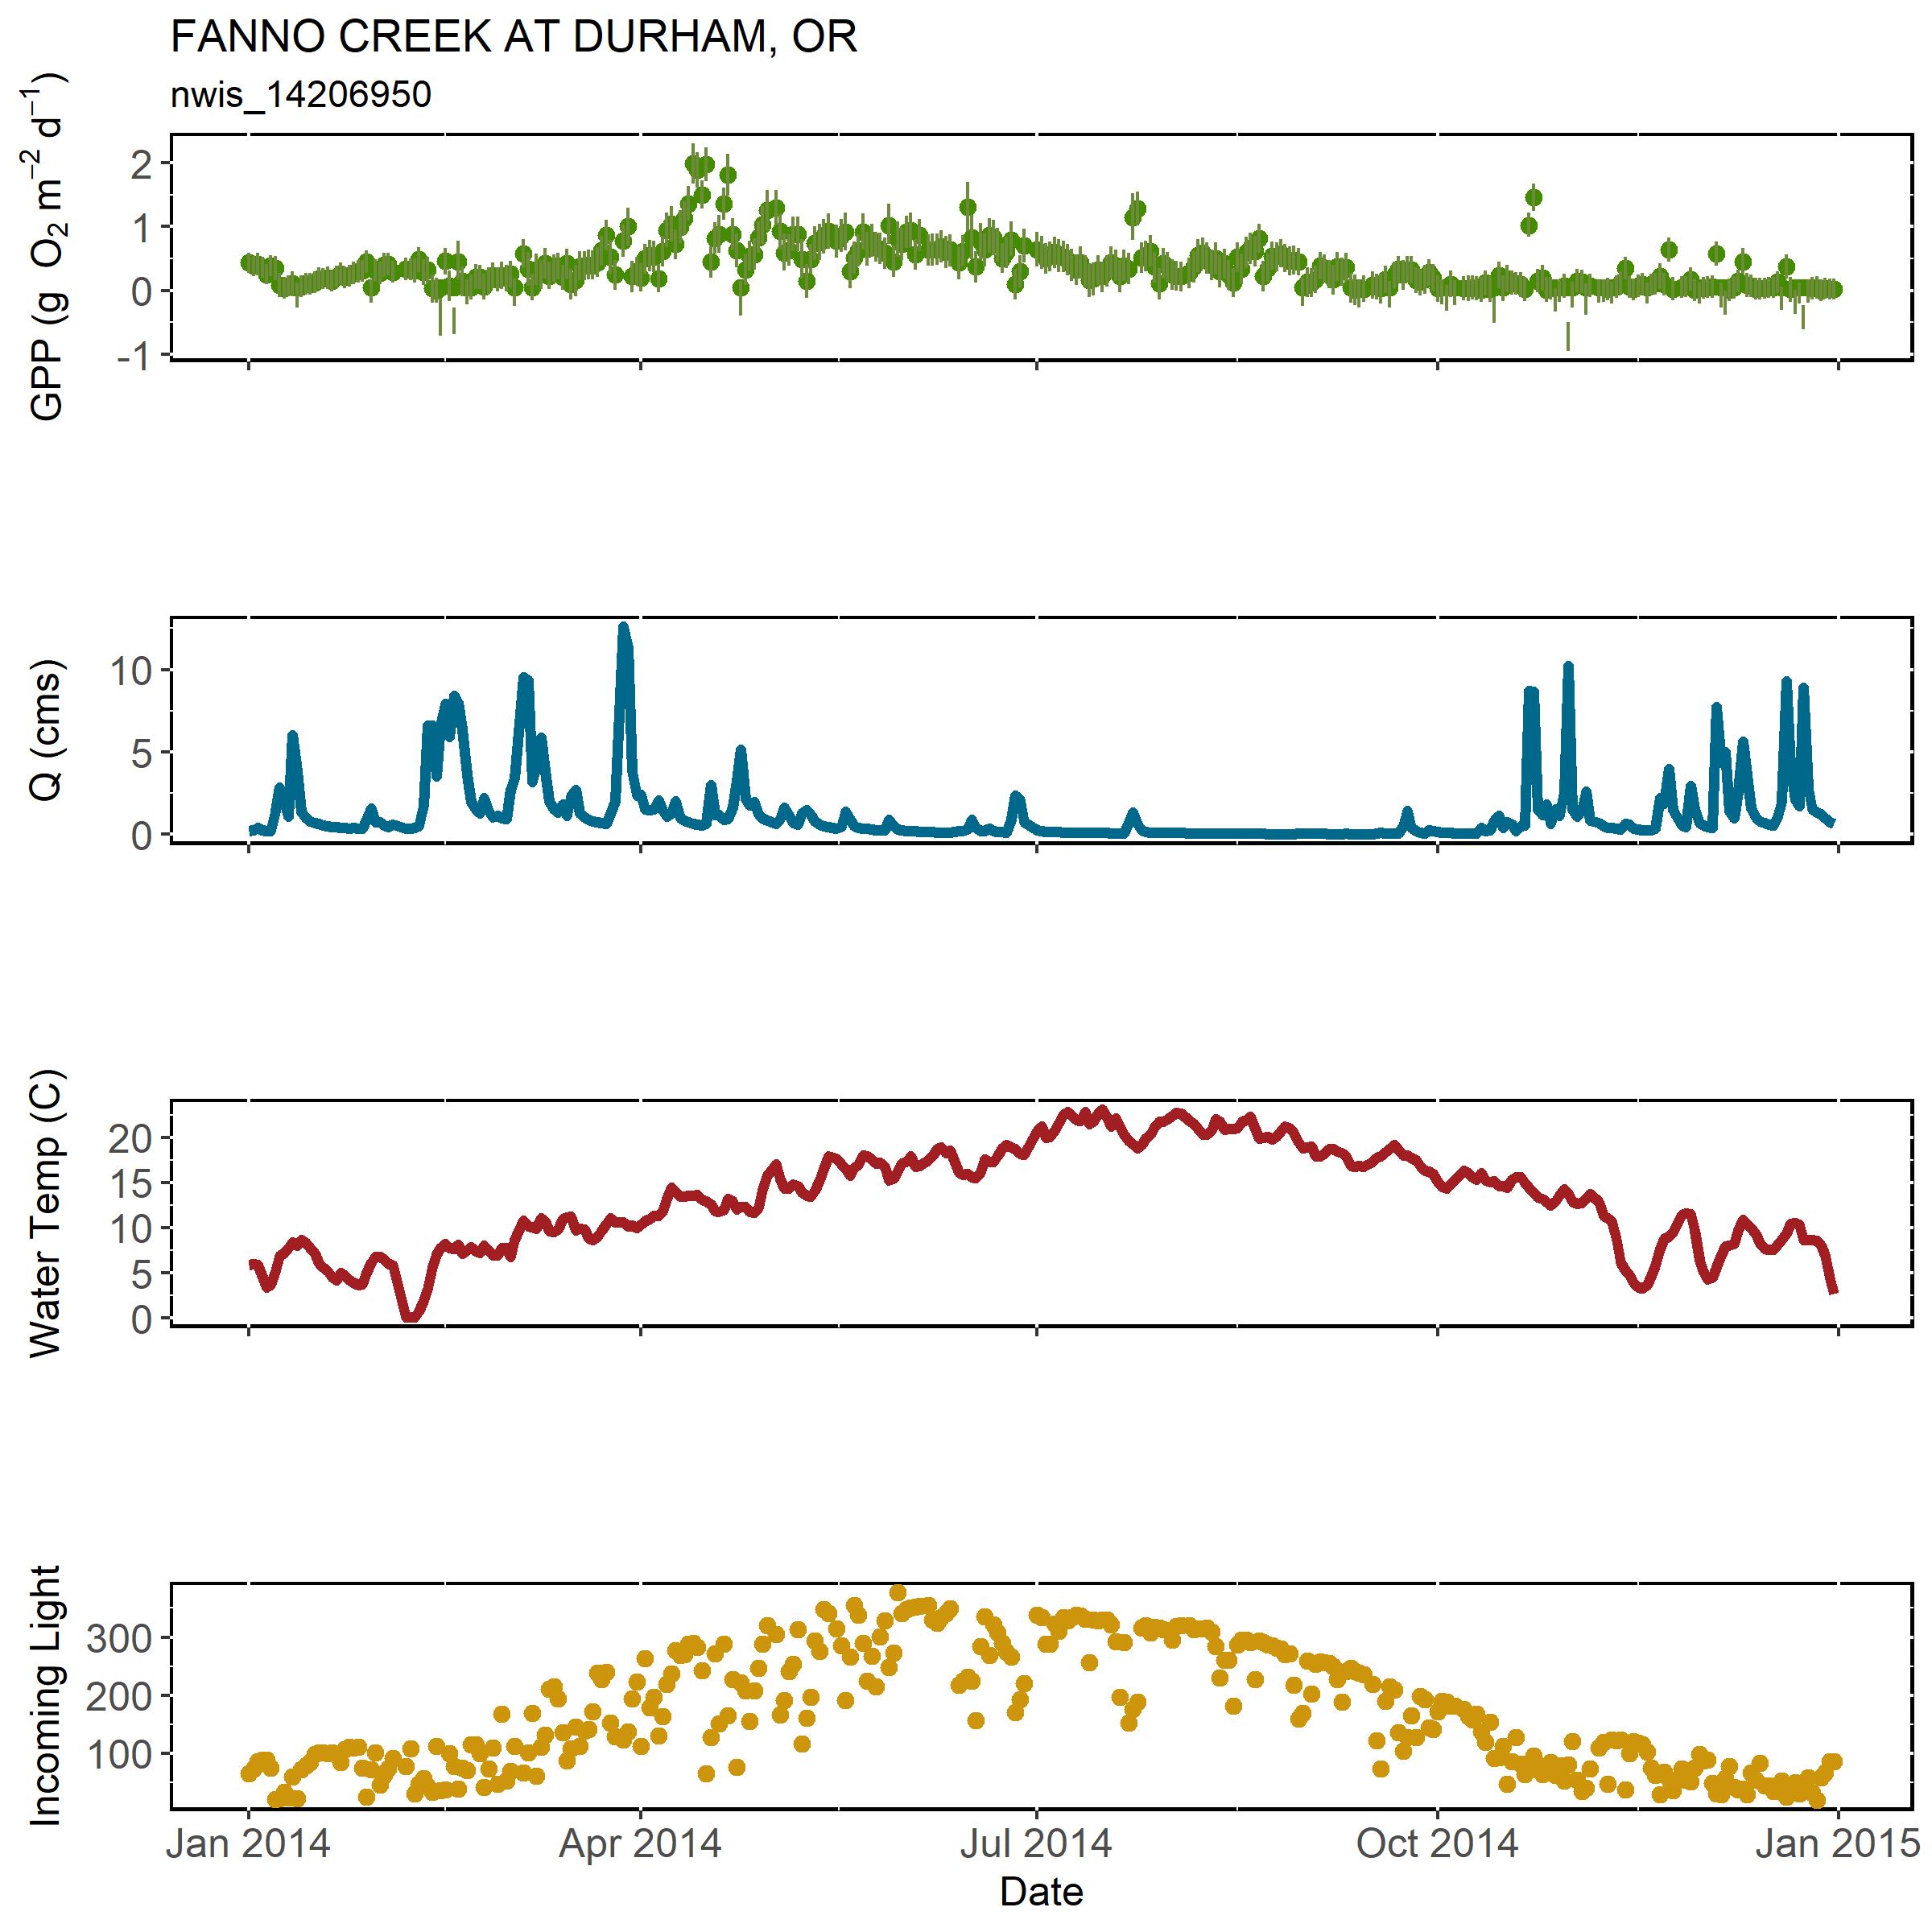 FANNO CREEK AT DURHAM, OR
nwis_14206950
GPP (g O₂ m⁻² d⁻¹)
2
1
0
-1
Q (cms)
10
5
0
Water Temp (C)
20
15
10
5
0
Incoming Light
300
200
100
Jan 2014 Apr 2014 Jul 2014 Oct 2014 Jan 2015
Date